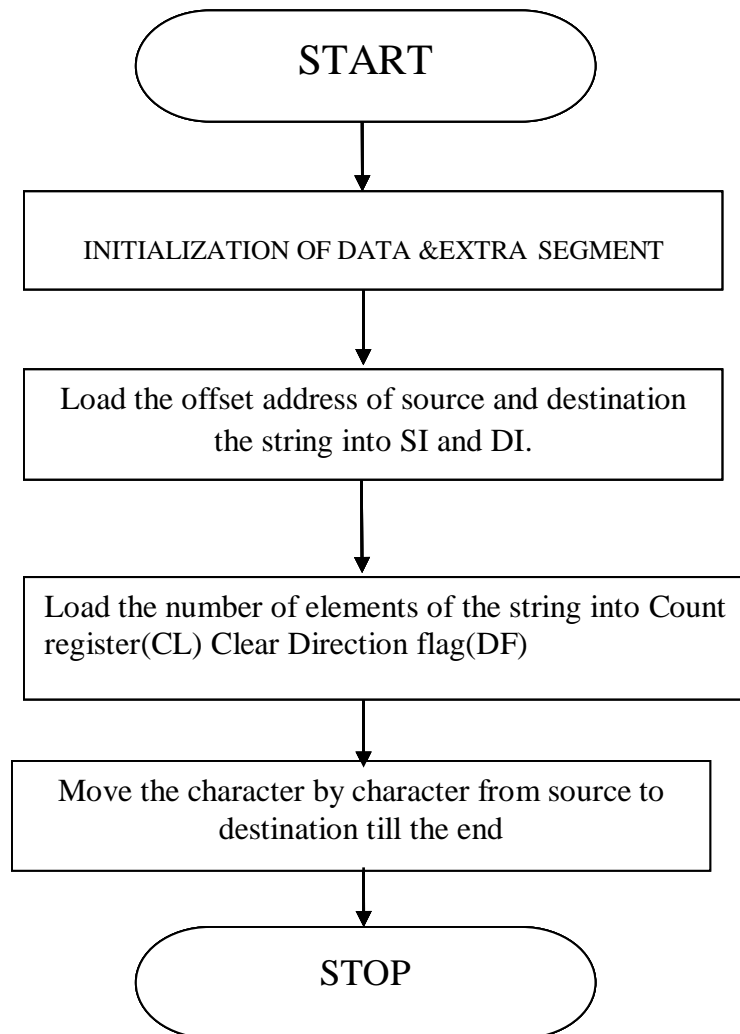 START
INITIALIZATION OF DATA &EXTRA SEGMENT
Load the offset address of source and destination
the string into SI and DI.
Load the number of elements of the string into Count
register(CL) Clear Direction flag(DF)
Move the character by character from source to
destination till the end
STOP